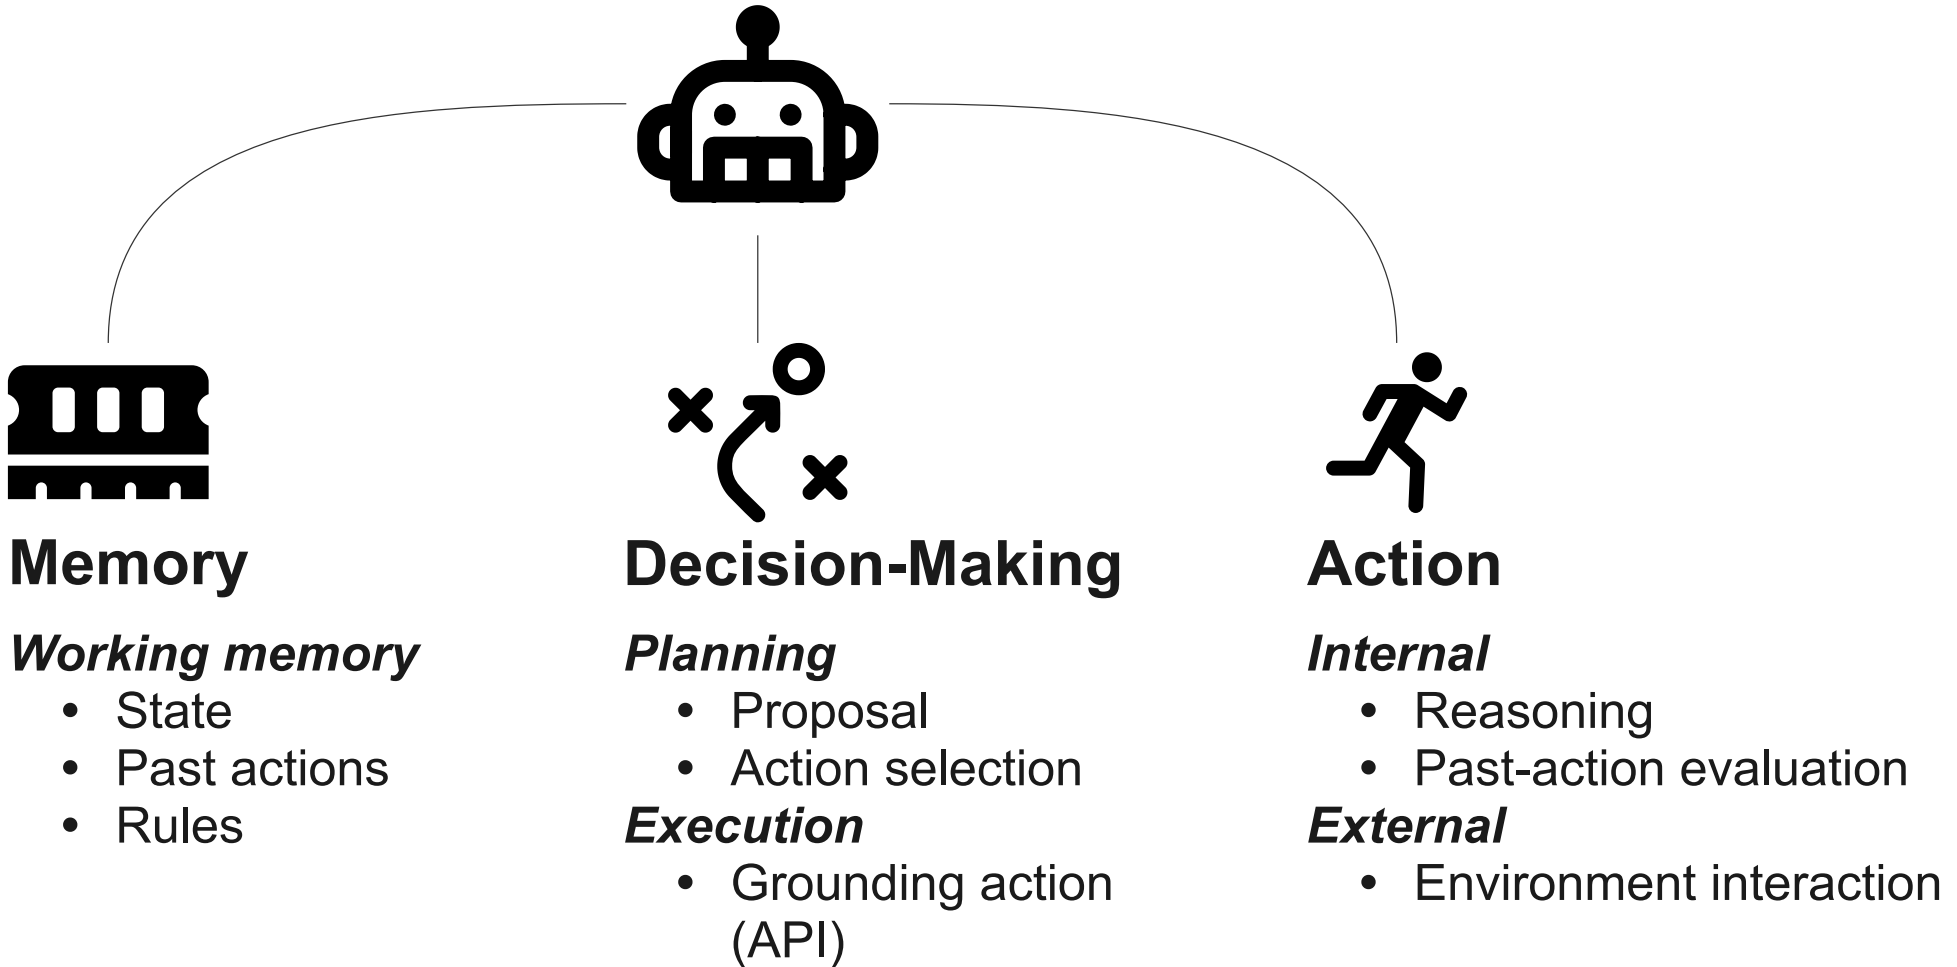 Memory
Working memory
• State
• Past actions
• Rules
Decision-Making
Planning
• Proposal
• Action selection
Execution
• Grounding action
(API)
Action
Internal
• Reasoning
• Past-action evaluation
External
• Environment interaction